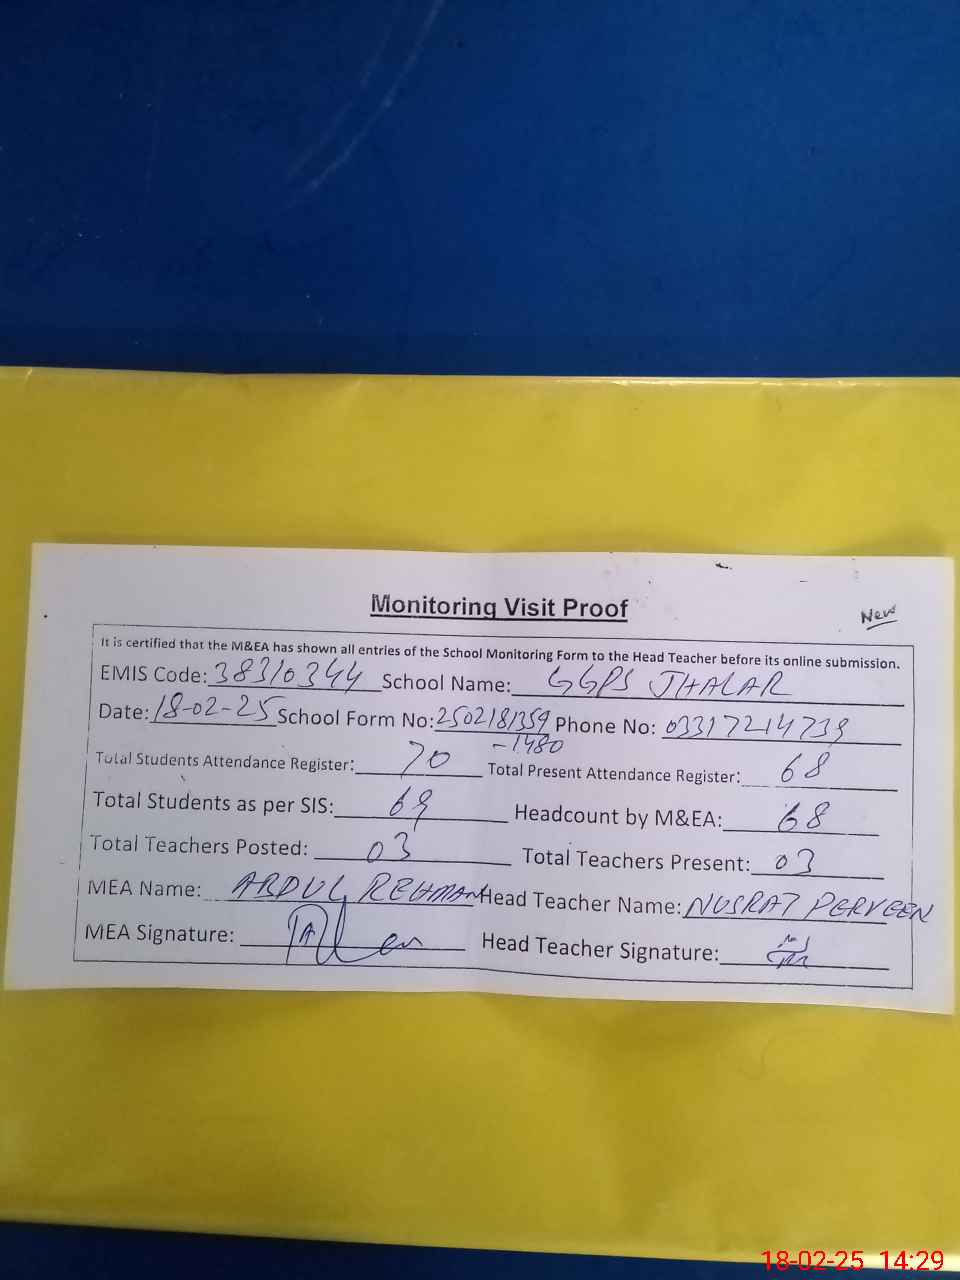 Monitoring Visit Proof
New
It is certified that the M&EA has shown all entries of the School Monitoring Form to the Head Teacher before its online submission.
EMIS Code: 38310344 School Name: GGPS JHALAR
Date: 18-02-25 School Form No: 2502181359 Phone No: 03317214739
-1480
Total Students Attendance Register: 70 Total Present Attendance Register: 68
Total Students as per SIS: 69 Headcount by M&EA: 68
Total Teachers Posted: 03 Total Teachers Present: 03
MEA Name: ABDUL REHMAN Head Teacher Name: NUSRAT PERVEEN
MEA Signature: Head Teacher Signature:
18-02-25 14:29